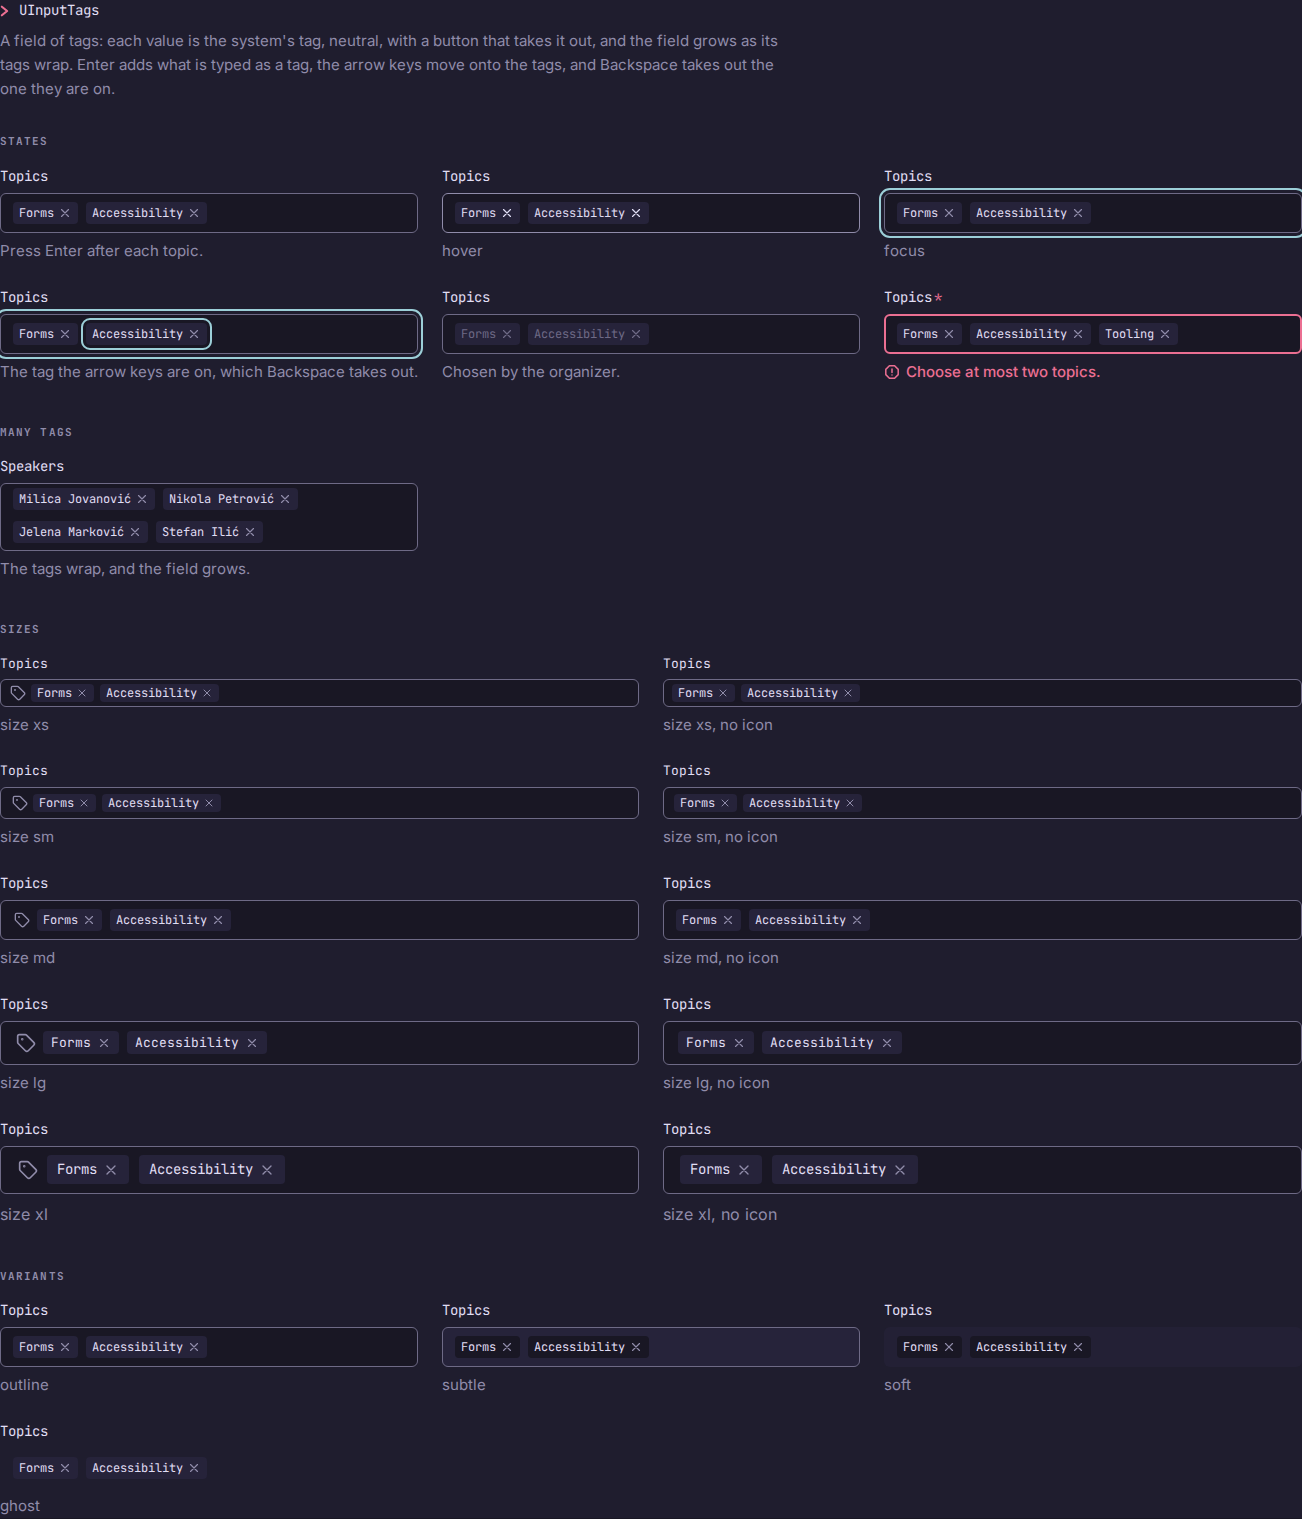 UInputTags
A field of tags: each value is the system's tag, neutral, with a button that takes it out, and the field grows as its
tags wrap. Enter adds what is typed as a tag, the arrow keys move onto the tags, and Backspace takes out the
one they are on.
STATES
Topics Topics Topics
Forms Accessibility Forms Accessibility Forms Accessibility
Press Enter after each topic. hover focus
Topics Topics Topics*
Forms Accessibility Forms Accessibility Forms Accessibility Tooling
The tag the arrow keys are on, which Backspace takes out. Chosen by the organizer. Choose at most two topics.
MANY TAGS
Speakers
Milica Jovanović Nikola Petrović
Jelena Marković Stefan Ilić
The tags wrap, and the field grows.
SIZES
Topics Topics
Forms Accessibility Forms Accessibility
size xs size xs, no icon
Topics Topics
Forms Accessibility Forms Accessibility
size sm size sm, no icon
Topics Topics
Forms Accessibility Forms Accessibility
size md size md, no icon
Topics Topics
Forms Accessibility Forms Accessibility
size lg size lg, no icon
Topics Topics
Forms Accessibility Forms Accessibility
size xl size xl, no icon
VARIANTS
Topics Topics Topics
Forms Accessibility Forms Accessibility Forms Accessibility
outline subtle soft
Topics
Forms Accessibility
ghost